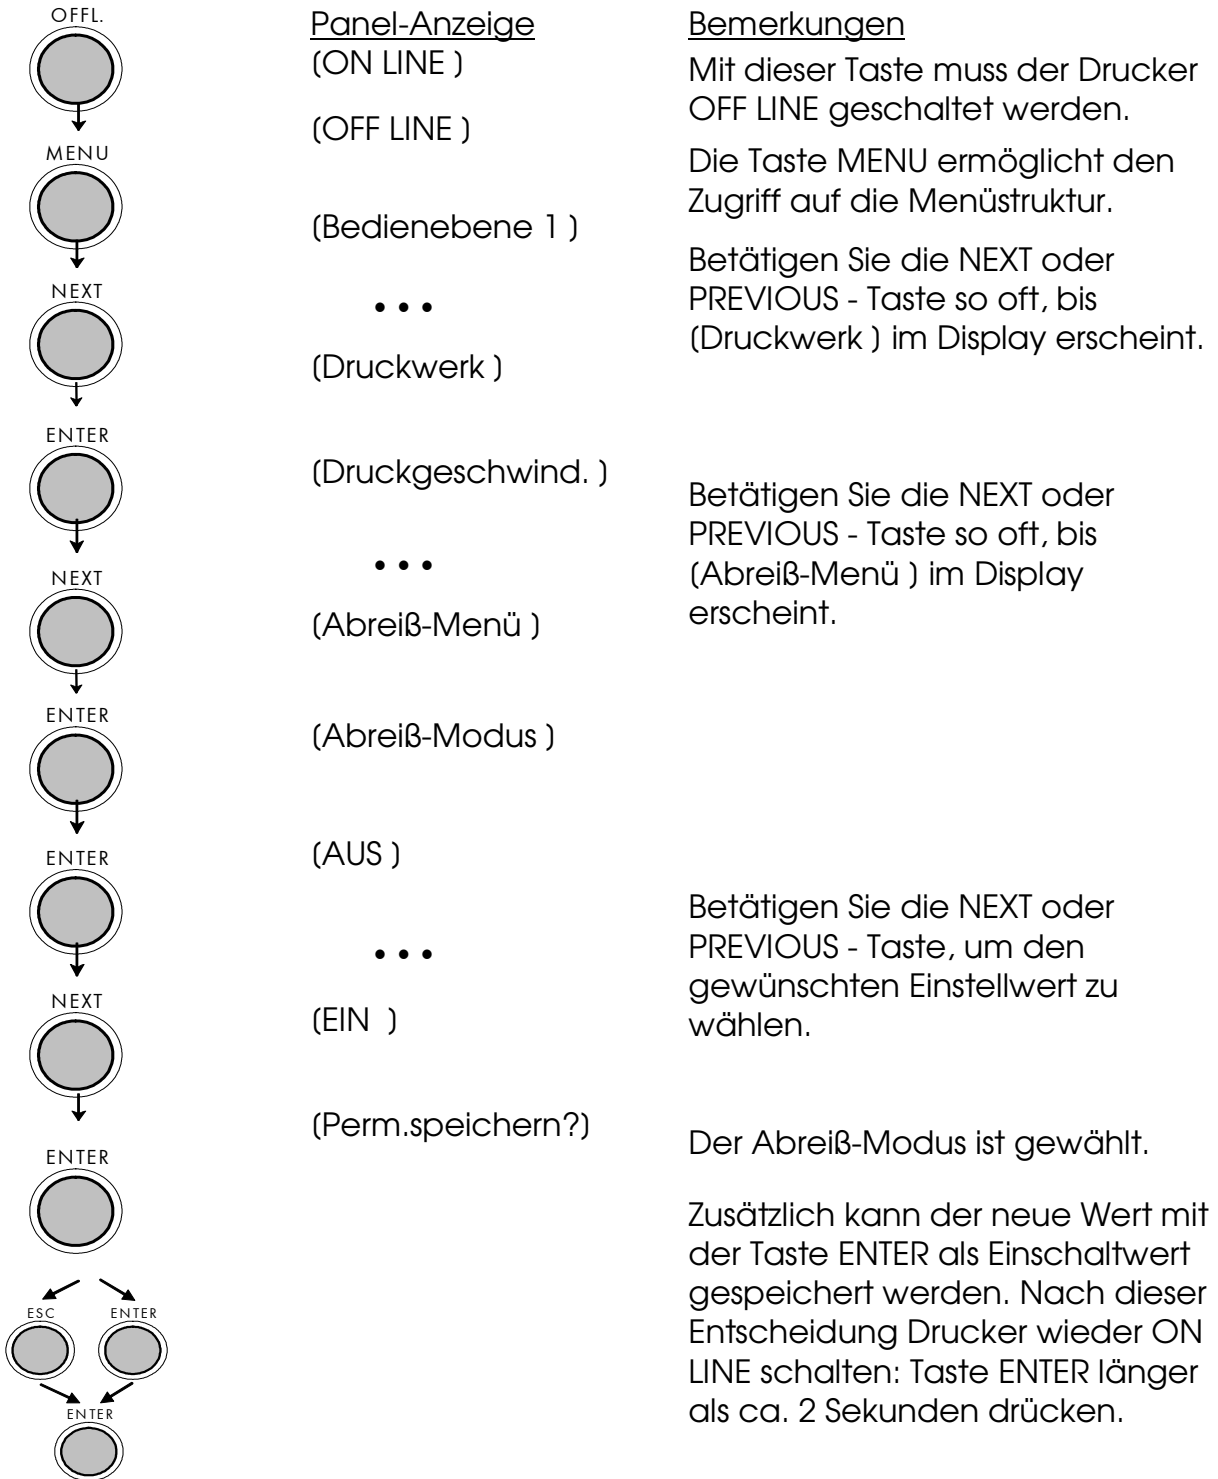 OFFL.
Panel-Anzeige
Bemerkungen
(ON LINE )
Mit dieser Taste muss der Drucker
OFF LINE geschaltet werden.
(OFF LINE )
MENU
Die Taste MENU ermöglicht den
Zugriff auf die Menüstruktur.
(Bedienebene 1 )
Betätigen Sie die NEXT oder
PREVIOUS - Taste so oft, bis
(Druckwerk ) im Display erscheint.
NEXT
• • •
(Druckwerk )
ENTER
(Druckgeschwind. )
Betätigen Sie die NEXT oder
PREVIOUS - Taste so oft, bis
(Abreiß-Menü ) im Display
erscheint.
• • •
NEXT
(Abreiß-Menü )
ENTER
(Abreiß-Modus )
ENTER
(AUS )
Betätigen Sie die NEXT oder
PREVIOUS - Taste, um den
gewünschten Einstellwert zu
wählen.
• • •
NEXT
(EIN  )
(Perm.speichern?)
Der Abreiß-Modus ist gewählt.
ENTER
Zusätzlich kann der neue Wert mit
der Taste ENTER als Einschaltwert
gespeichert werden. Nach dieser
Entscheidung Drucker wieder ON
LINE schalten: Taste ENTER länger
als ca. 2 Sekunden drücken.
ESC
ENTER
ENTER